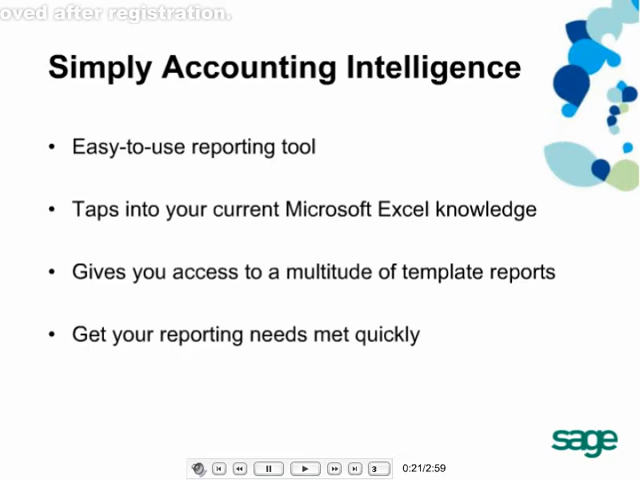 oved after registration.
Simply Accounting Intelligence
• Easy-to-use reporting tool
• Taps into your current Microsoft Excel knowledge
• Gives you access to a multitude of template reports
• Get your reporting needs met quickly
sage
3 0:21/2:59